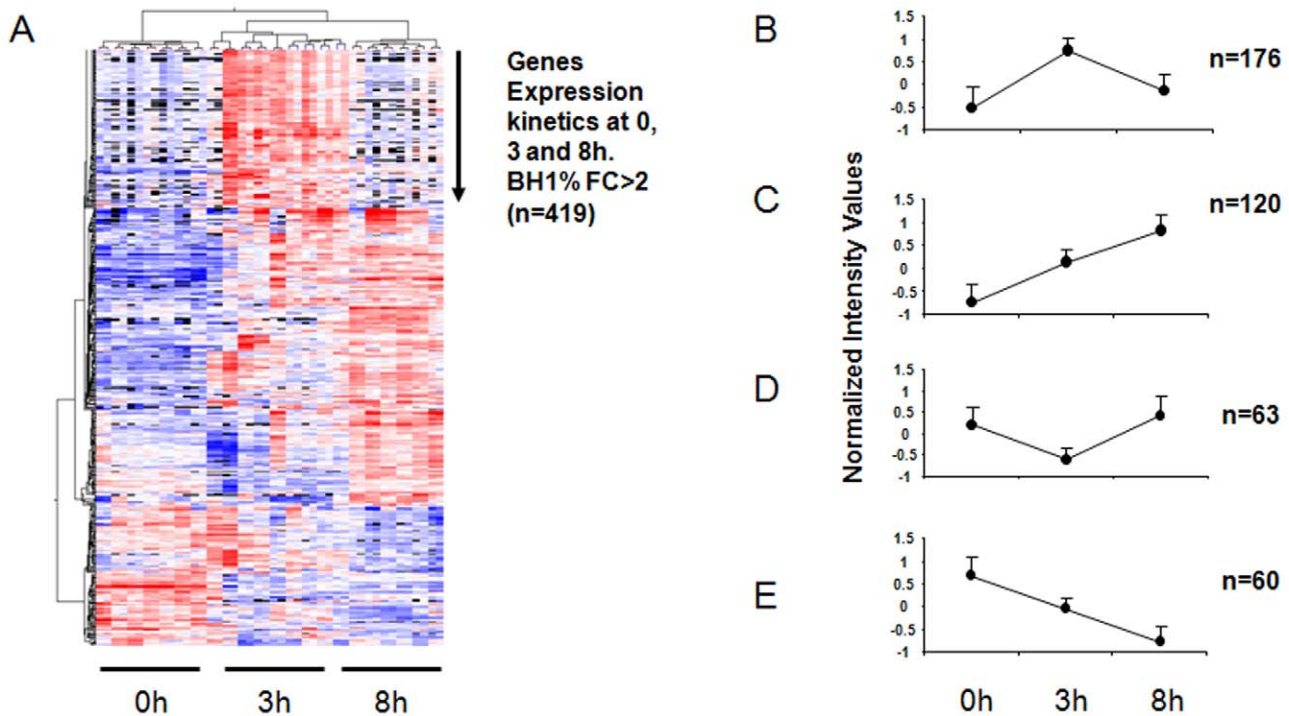 A
Genes
Expression
kinetics at 0,
3 and 8h.
BH1% FC>2
(n=419)
0h 3h 8h
Normalized Intensity Values
B
1.5
1
0.5
0
-0.5
-1
n=176
C
1.5
1
0.5
0
-0.5
-1
n=120
D
1.5
1
0.5
0
-0.5
-1
n=63
E
1.5
1
0.5
0
-0.5
-1
n=60
0h 3h 8h